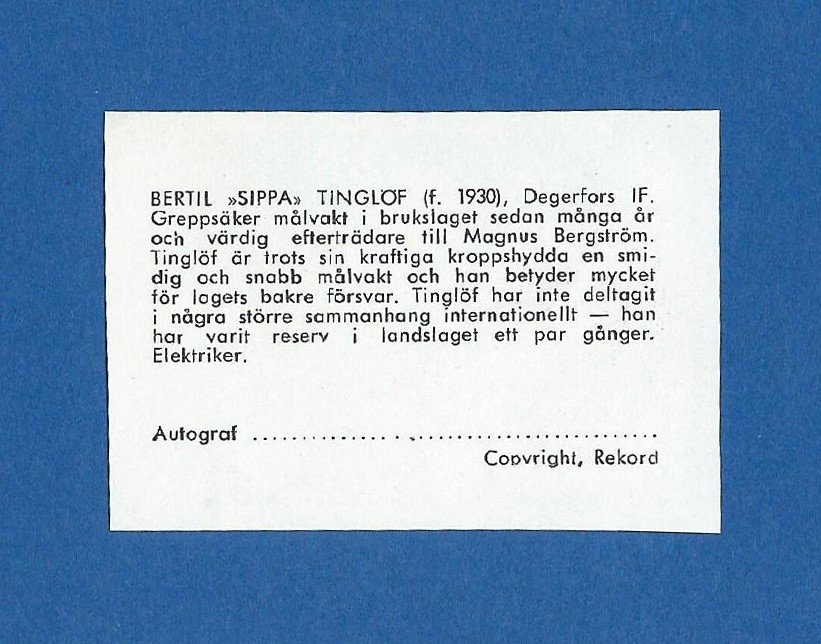 BERTIL »SIPPA» TINGLÖF (f. 1930), Degerfors IF.
Greppsäker målvakt i brukslaget sedan många år
och värdig efterträdare till Magnus Bergström.
Tinglöf är trots sin kraftiga kroppshydda en smi-
dig och snabb målvakt och han betyder mycket
för lagets bakre försvar. Tinglöf har inte deltagit
i några större sammanhang internationellt — han
har varit reserv i landslaget ett par gånger.
Elektriker.
Autograf ........................................
Copyright, Rekord